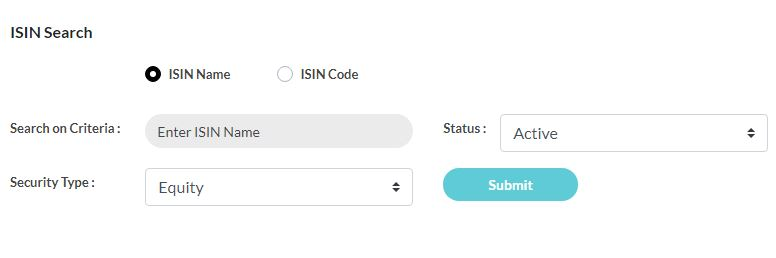 ISIN Search
ISIN Name ISIN Code
Search on Criteria : Enter ISIN Name Status : Active
Security Type : Equity Submit